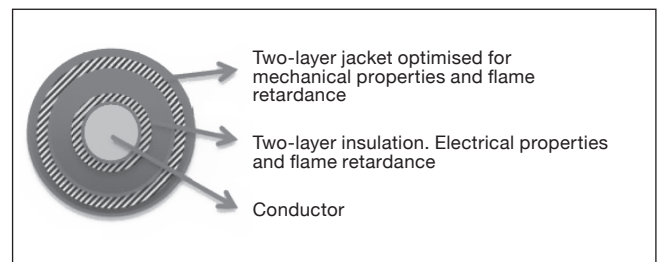 Two-layer jacket optimised for
mechanical properties and flame
retardance
Two-layer insulation. Electrical properties
and flame retardance
Conductor